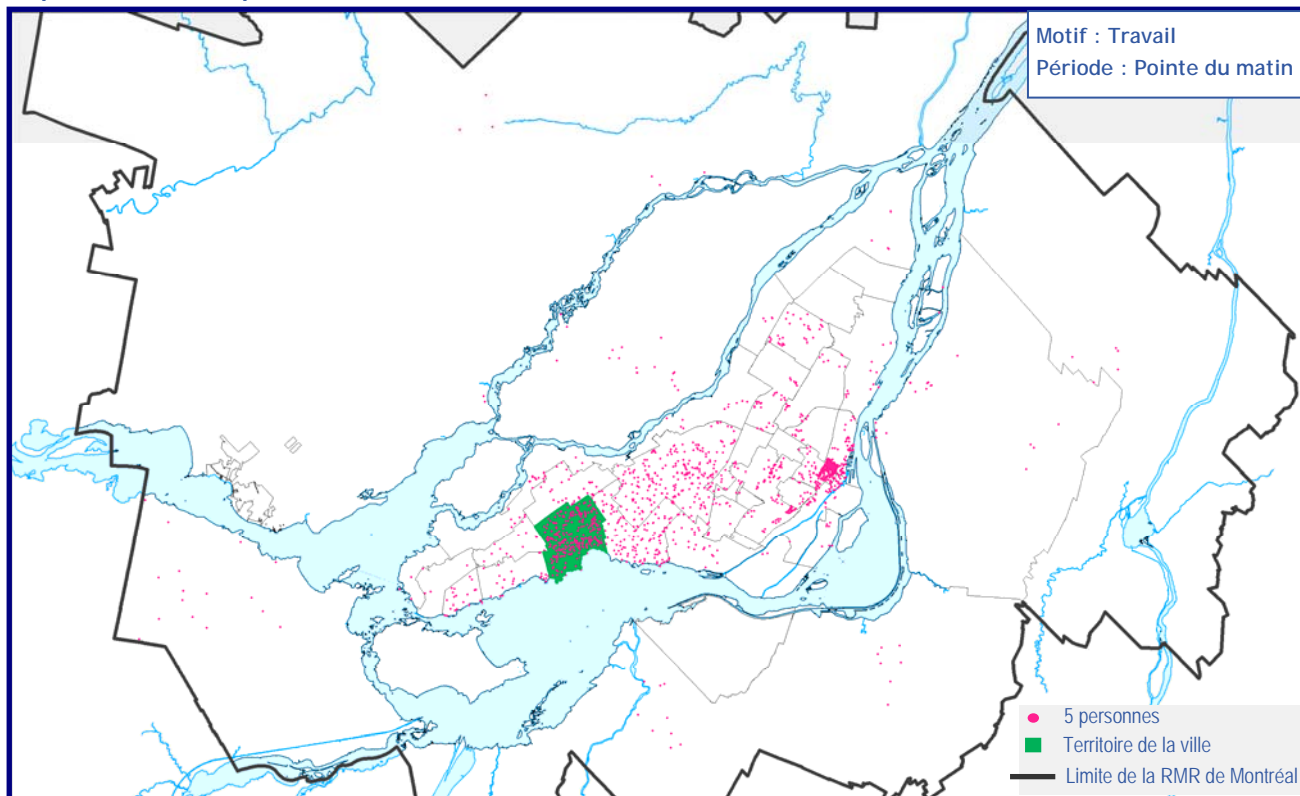 Motif : Travail
Période : Pointe du matin
5 personnes
Territoire de la ville
Limite de la RMR de Montréal